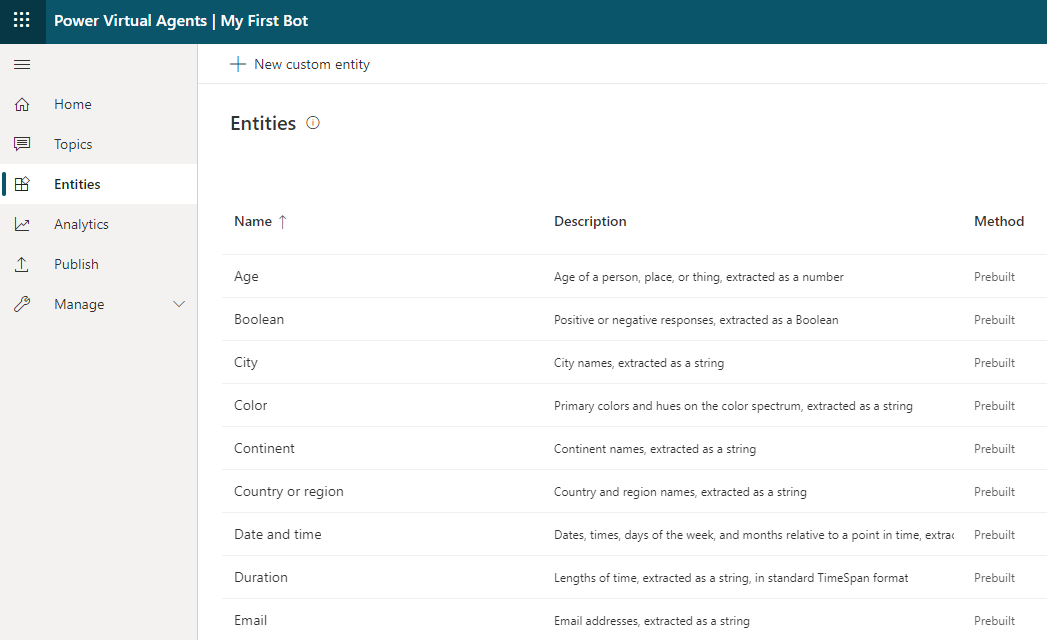 Power Virtual Agents | My First Bot
New custom entity
Home
Topics
Entities
Analytics
Publish
Manage
Entities
Name Description Method
Age Age of a person, place, or thing, extracted as a number Prebuilt
Boolean Positive or negative responses, extracted as a Boolean Prebuilt
City City names, extracted as a string Prebuilt
Color Primary colors and hues on the color spectrum, extracted as a string Prebuilt
Continent Continent names, extracted as a string Prebuilt
Country or region Country and region names, extracted as a string Prebuilt
Date and time Dates, times, days of the week, and months relative to a point in time, extrac Prebuilt
Duration Lengths of time, extracted as a string, in standard TimeSpan format Prebuilt
Email Email addresses, extracted as a string Prebuilt